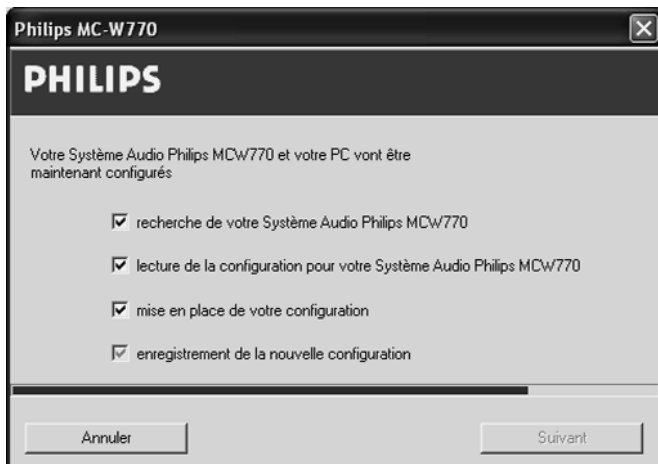 Philips MC-W770
PHILIPS
Votre Système Audio Philips MCW770 et votre PC vont être
maintenant configurés
recherche de votre Système Audio Philips MCW770
lecture de la configuration pour votre Système Audio Philips MCW770
mise en place de votre configuration
enregistrement de la nouvelle configuration
Annuler
Suivant